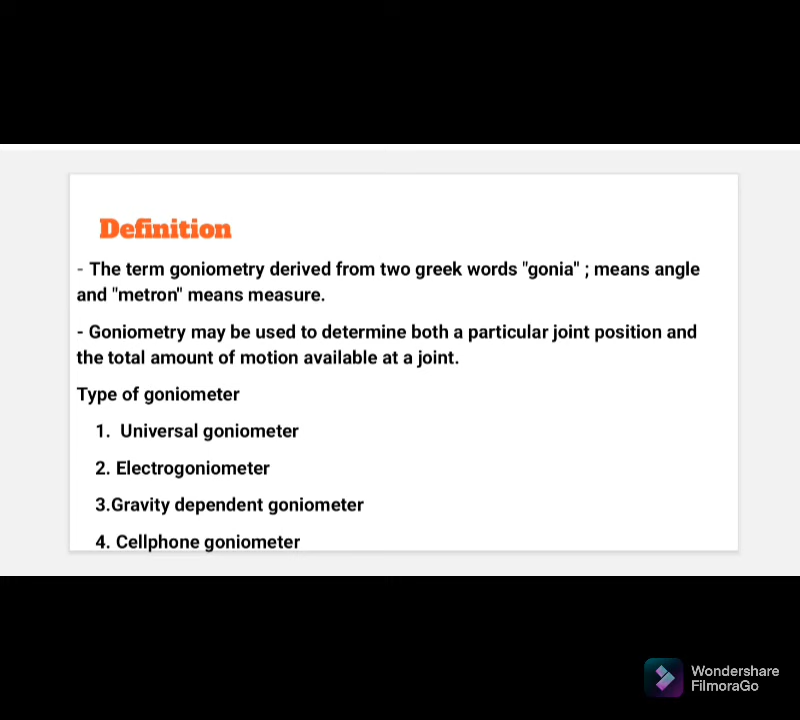 Definition
- The term goniometry derived from two greek words "gonia" ; means angle
and "metron" means measure.
- Goniometry may be used to determine both a particular joint position and
the total amount of motion available at a joint.
Type of goniometer
1. Universal goniometer
2. Electrogoniometer
3.Gravity dependent goniometer
4. Cellphone goniometer
Wondershare
FilmoraGo